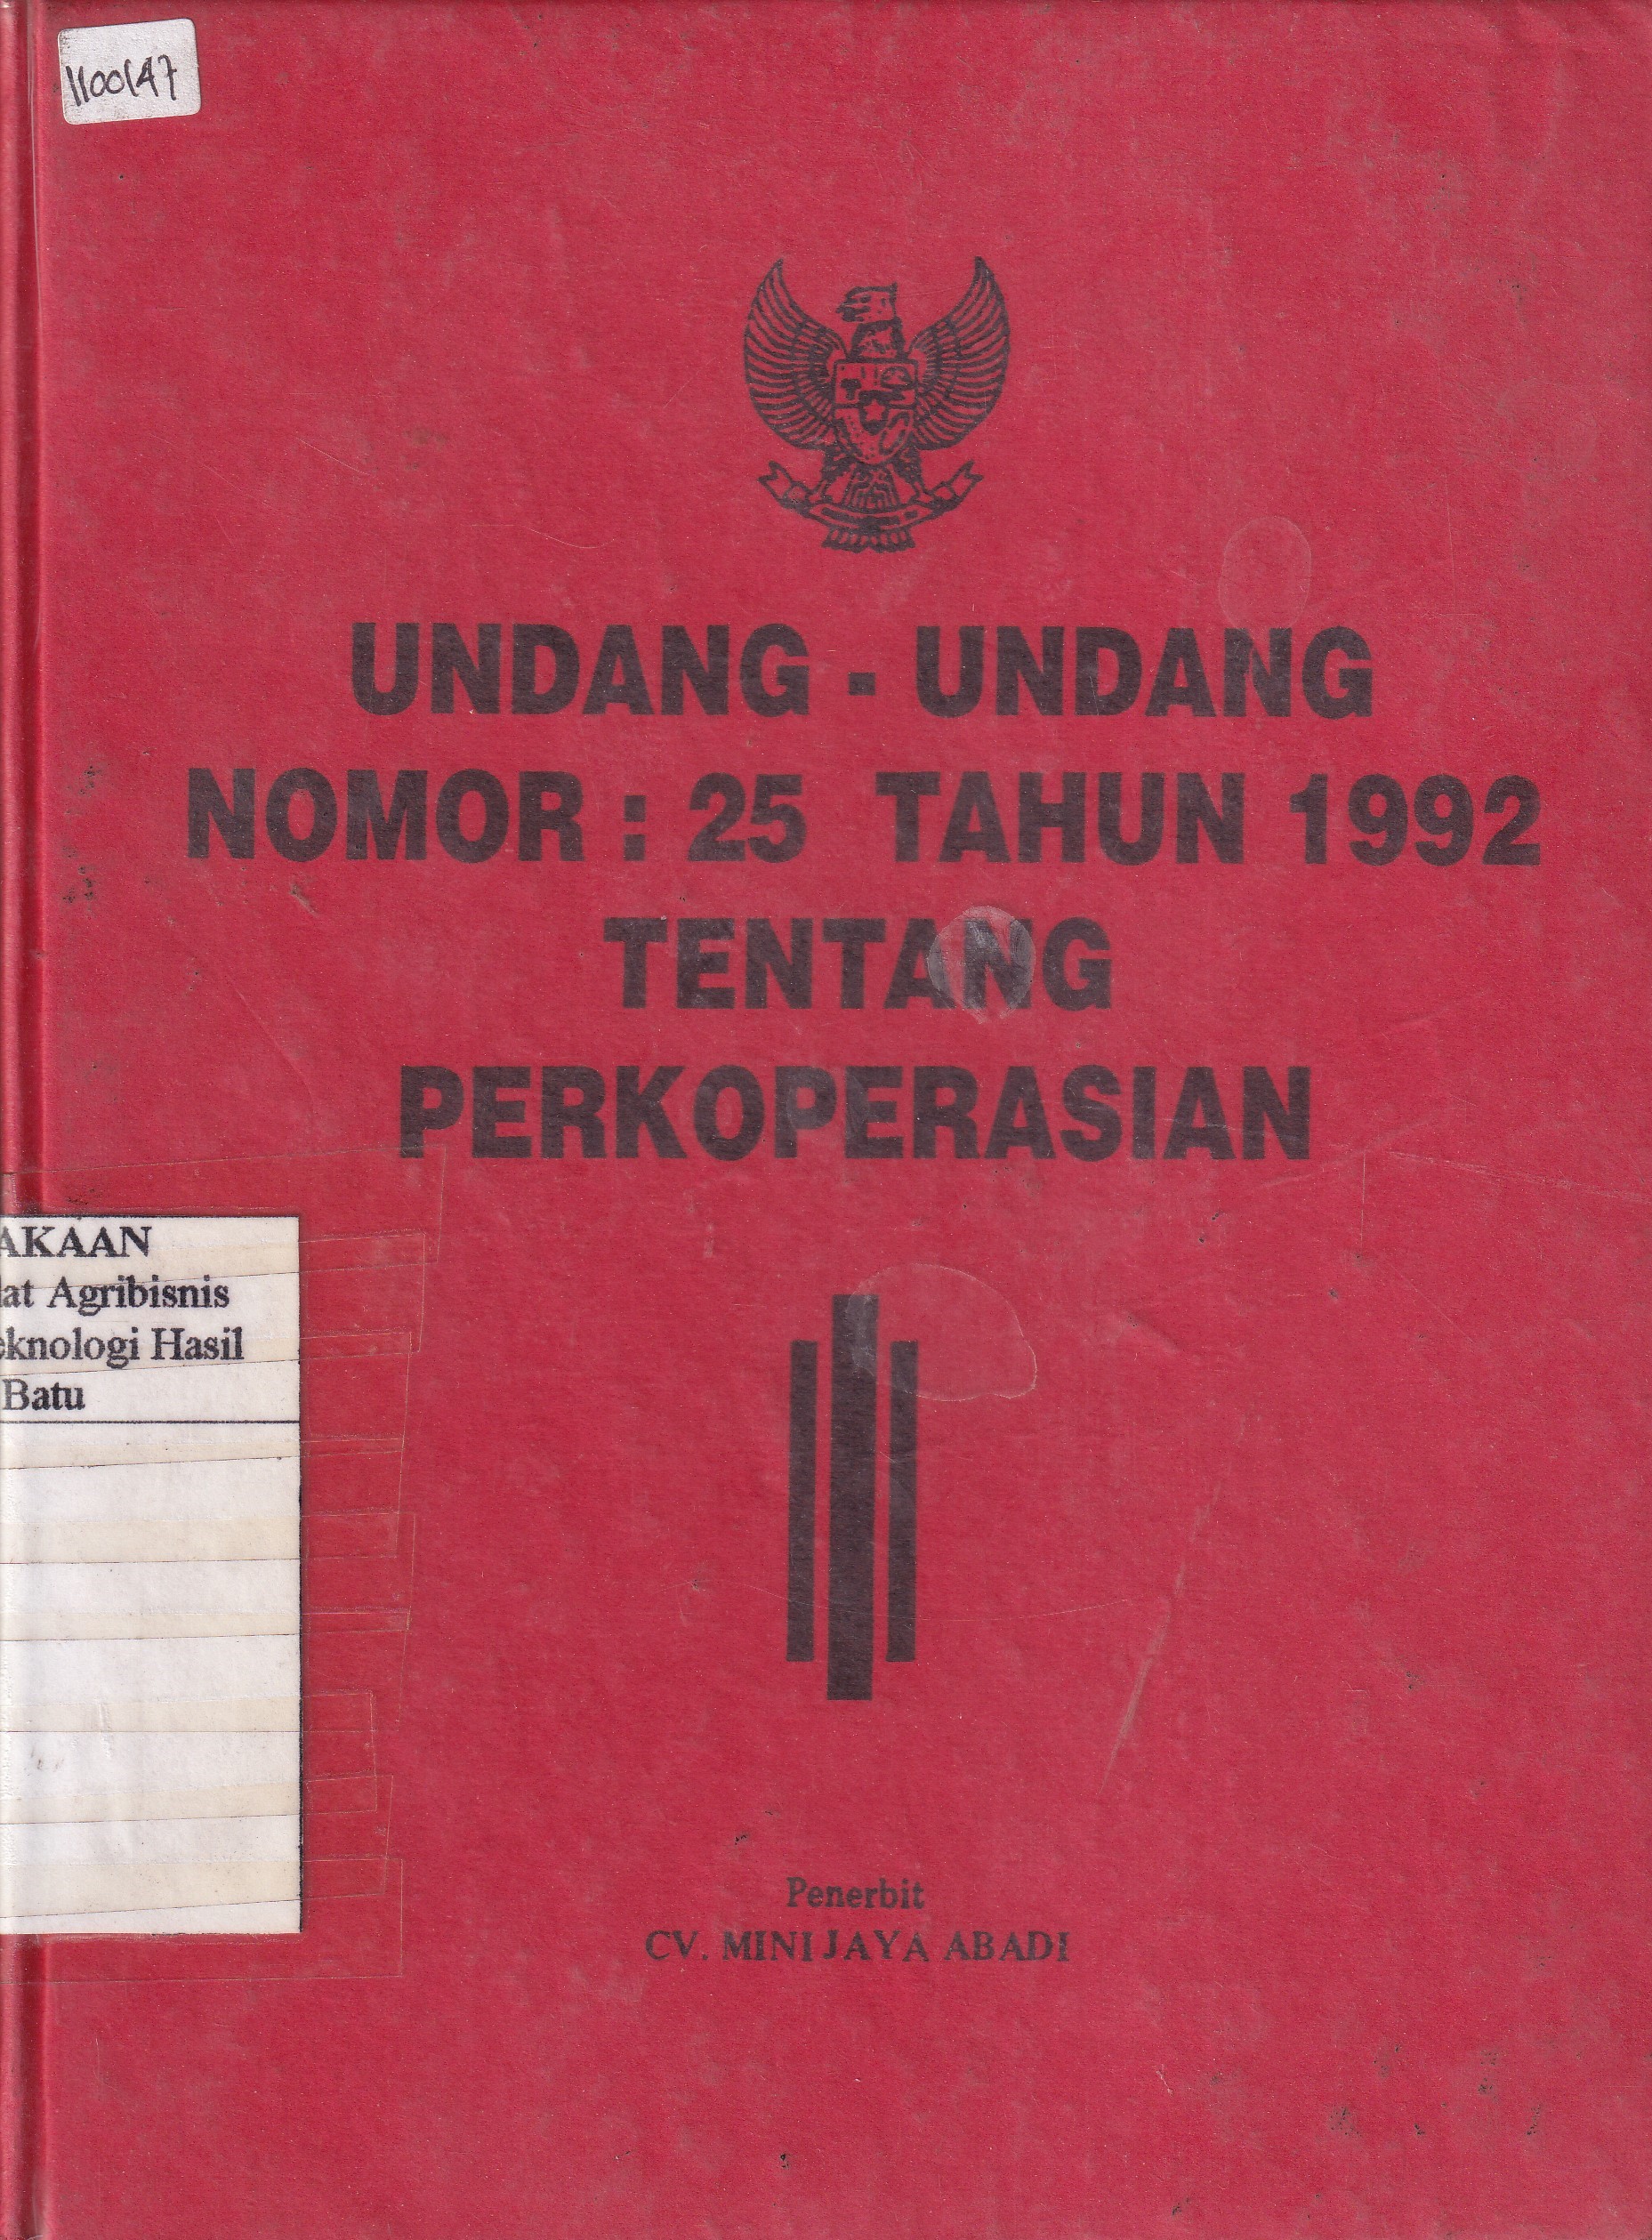 1100147
UNDANG - UNDANG
NOMOR : 25 TAHUN 1992
TENTANG
PERKOPERASIAN
AKAAN
lat Agribisnis
eknologi Hasil
Batu
Penerbit
CV. MINI JAYA ABADI